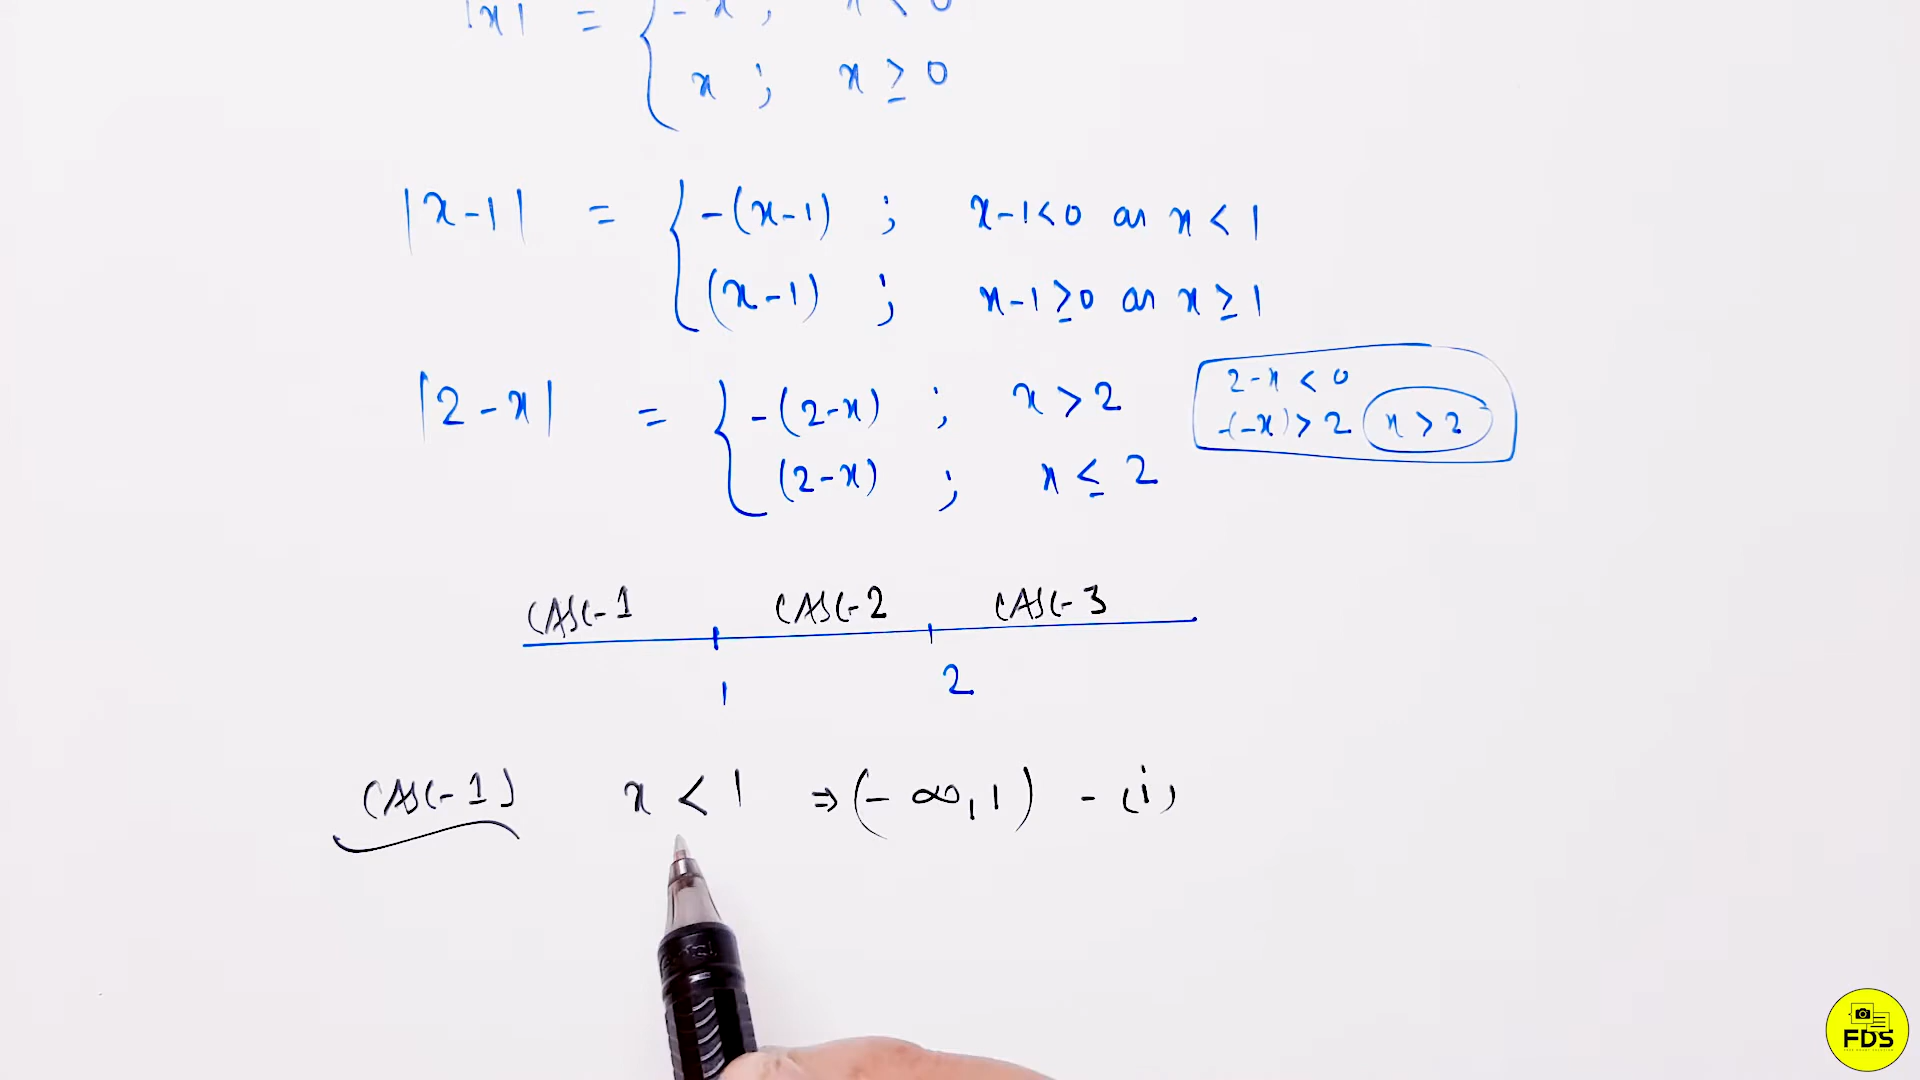 |x| = { -x ; x < 0
x ; x ≥ 0
|x-1| = { -(x-1) ; x-1<0 or x < 1
(x-1) ; x-1≥0 or x ≥ 1
|2-x| = { -(2-x) ; x > 2
(2-x) ; x ≤ 2
2-x < 0
-(-x) > 2 x > 2
CASE-1 CASE-2 CASE-3
1 2
CASE-1) x < 1 ⇒ (-∞, 1) - (i)
FDS